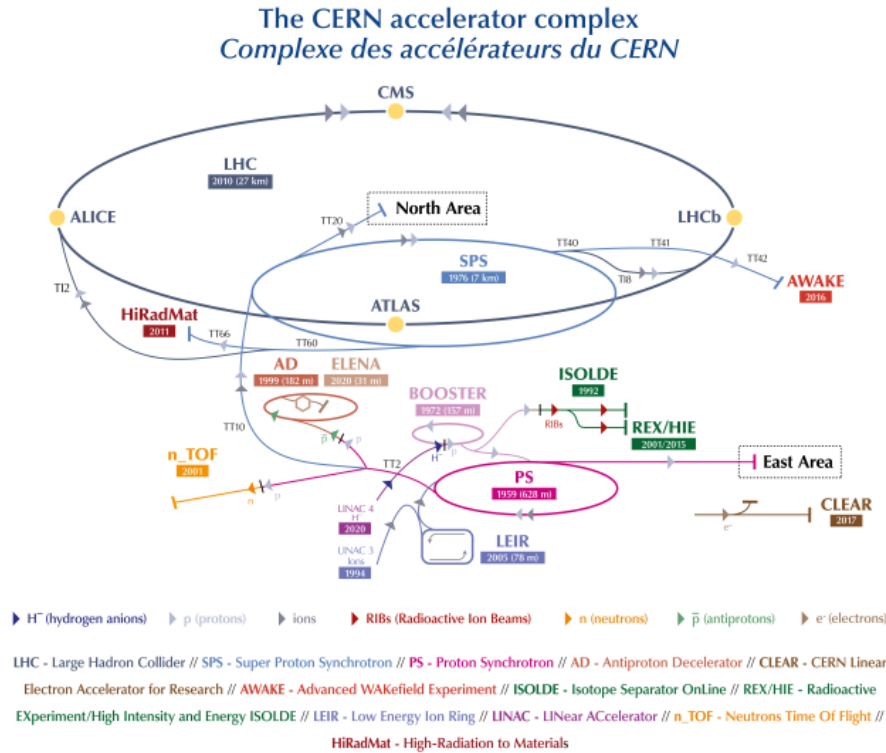 The CERN accelerator complex
Complexe des accélérateurs du CERN
CMS
LHC
2010 (27 km)
ALICE
TT20
North Area
LHCb
TT40
TT41
SPS
1976 (7 km)
TT42
TI8
AWAKE
2016
TI2
HiRadMat
2011
ATLAS
TT66
TT60
AD
1999 (182 m)
ELENA
2020 (31 m)
ISOLDE
1992
BOOSTER
1972 (157 m)
RIBs
REX/HIE
2001/2015
TT10
p̅
p
H⁻
p
n_TOF
2001
TT2
East Area
n
p
PS
1959 (628 m)
LINAC 4
H⁻
2020
CLEAR
2017
e⁻
LINAC 3
Ions
1994
LEIR
2005 (78 m)
H⁻ (hydrogen anions) p (protons) ions RIBs (Radioactive Ion Beams) n (neutrons) p̅ (antiprotons) e⁻ (electrons)
LHC - Large Hadron Collider // SPS - Super Proton Synchrotron // PS - Proton Synchrotron // AD - Antiproton Decelerator // CLEAR - CERN Linear
Electron Accelerator for Research // AWAKE - Advanced WAKefield Experiment // ISOLDE - Isotope Separator OnLine // REX/HIE - Radioactive
EXperiment/High Intensity and Energy ISOLDE // LEIR - Low Energy Ion Ring // LINAC - LINear ACcelerator // n_TOF - Neutrons Time Of Flight //
HiRadMat - High-Radiation to Materials